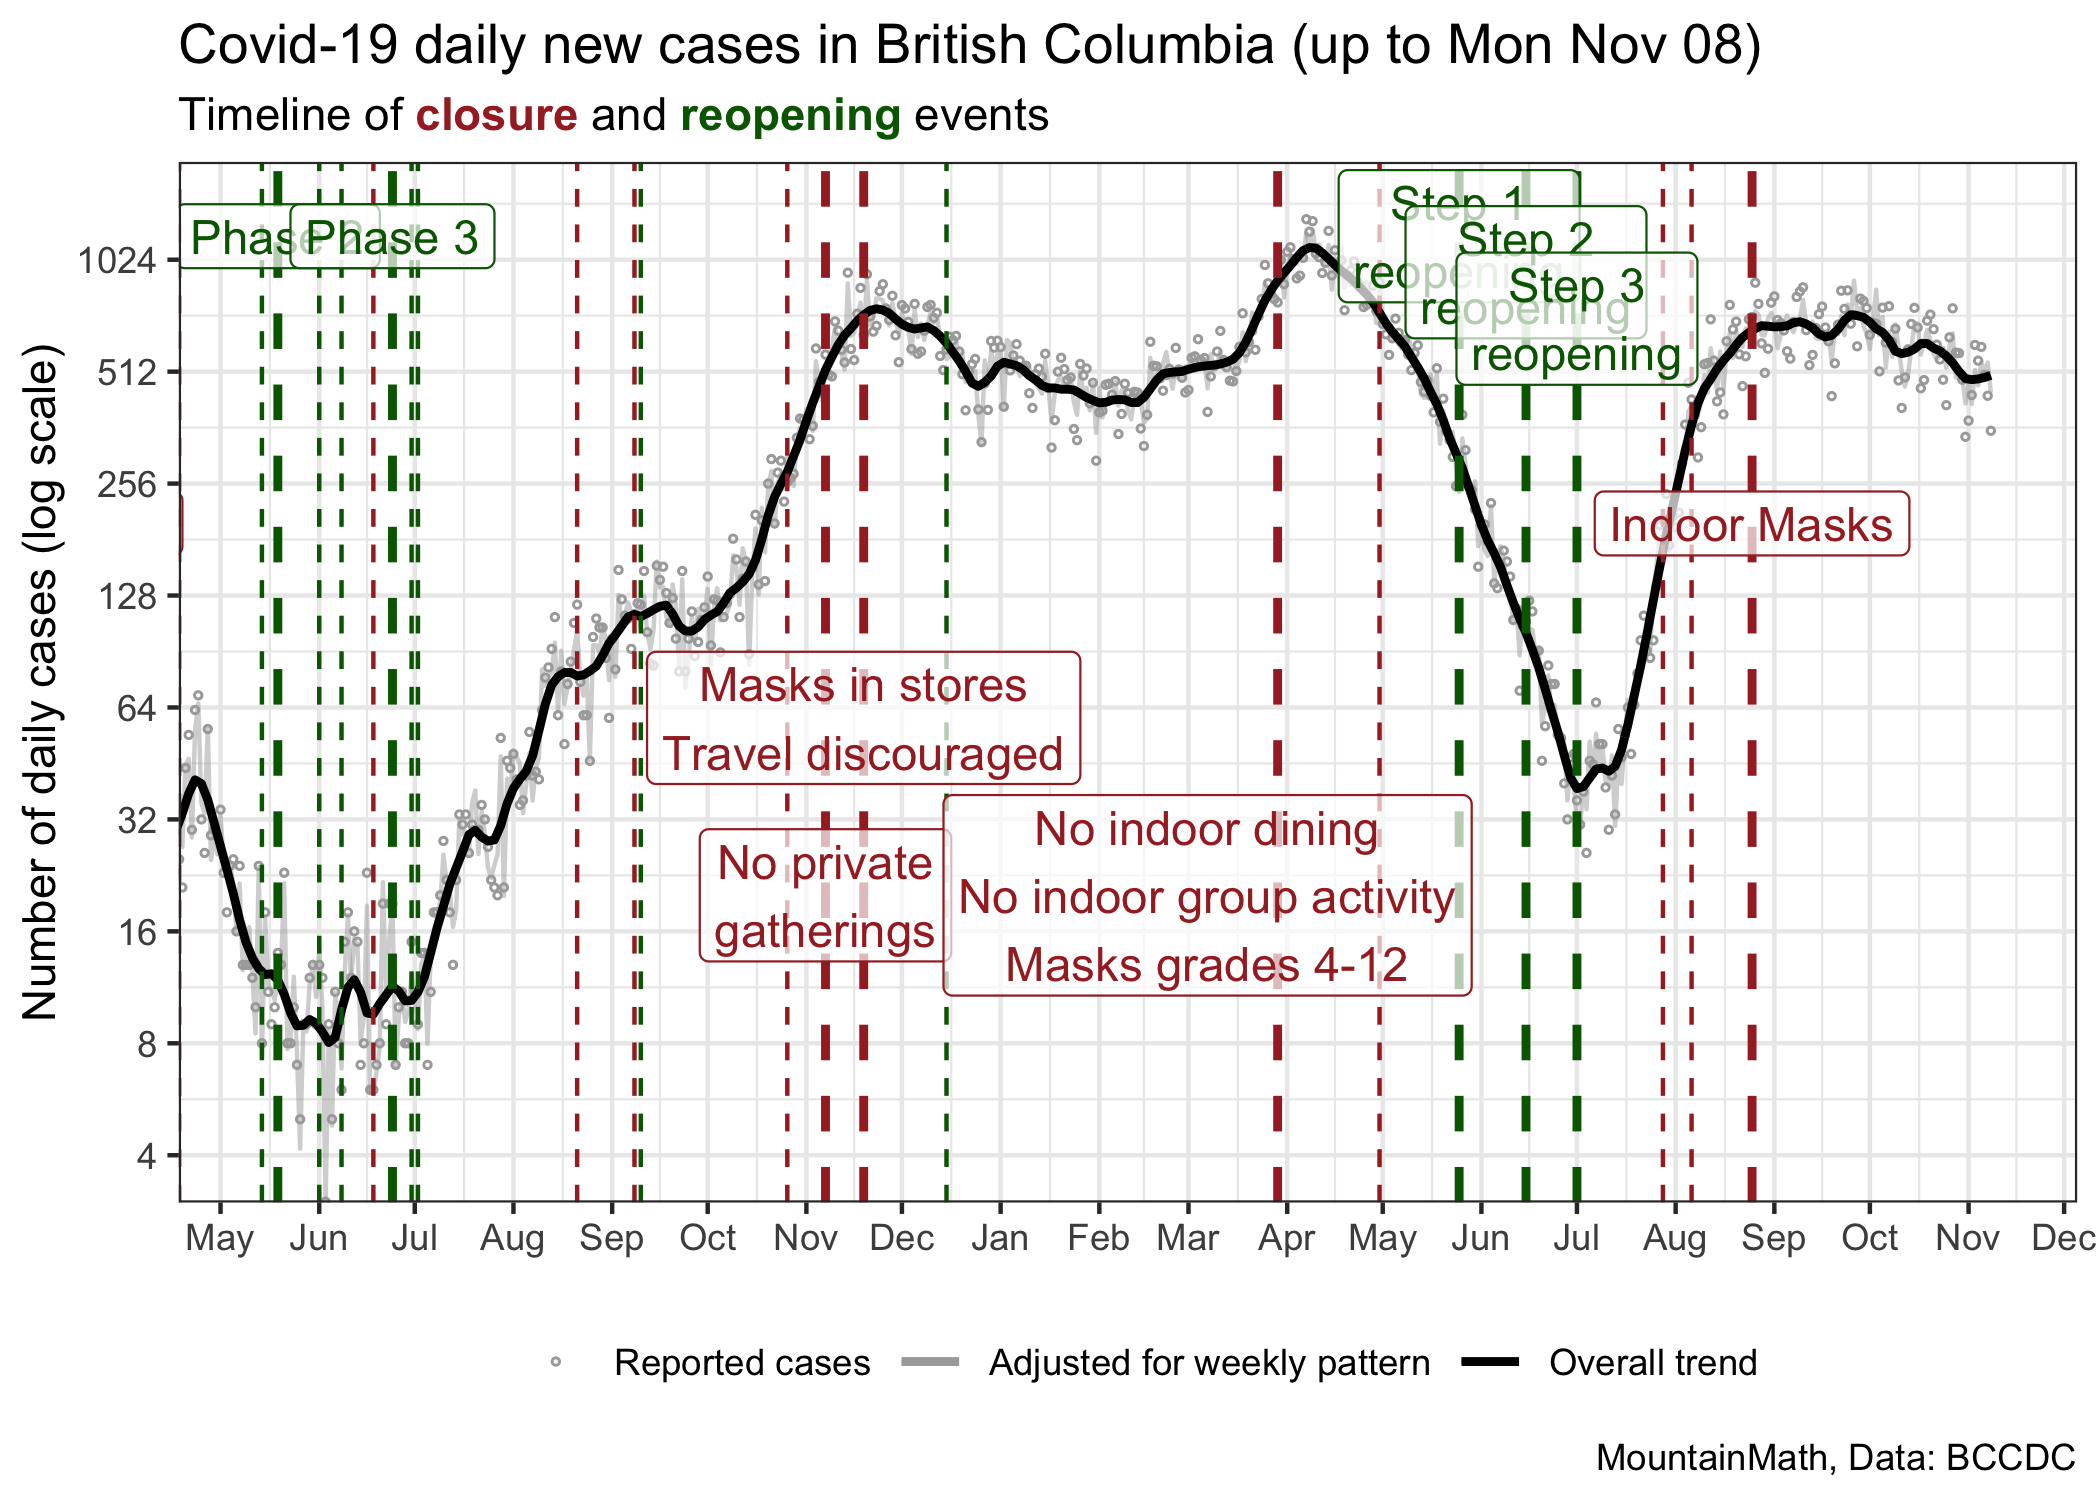 Covid-19 daily new cases in British Columbia (up to Mon Nov 08)
Timeline of closure and reopening events
Number of daily cases (log scale)
1024
512
256
128
64
32
16
8
4
Phase 2
Phase 3
Step 1
reopening
Step 2
reopening
Step 3
reopening
Indoor Masks
Masks in stores
Travel discouraged
No private
gatherings
No indoor dining
No indoor group activity
Masks grades 4-12
May Jun Jul Aug Sep Oct Nov Dec Jan Feb Mar Apr May Jun Jul Aug Sep Oct Nov Dec
Reported cases Adjusted for weekly pattern Overall trend
MountainMath, Data: BCCDC